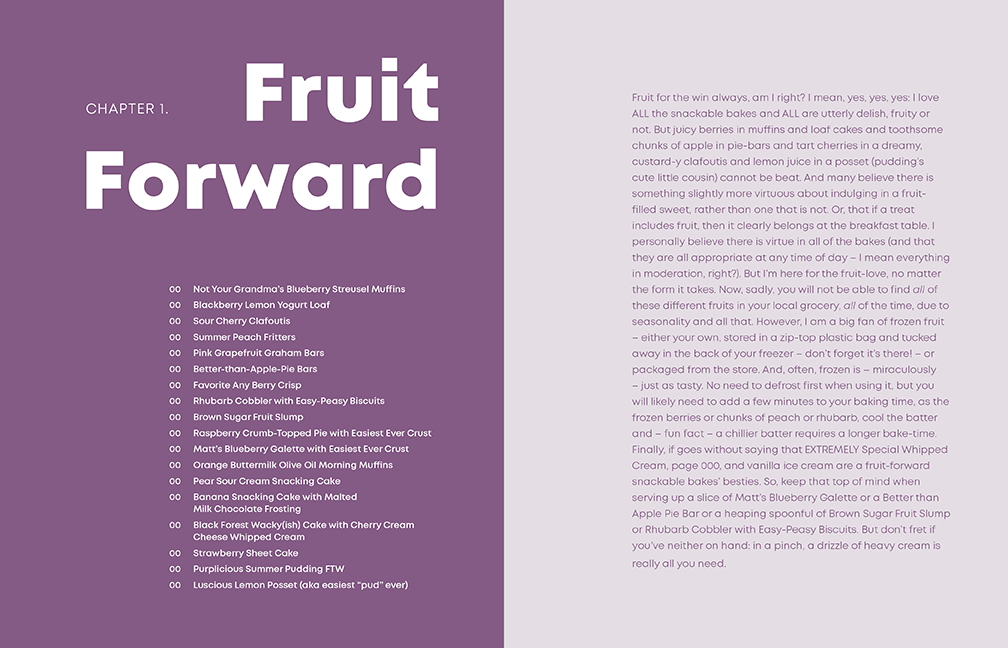 CHAPTER 1.
Fruit
Forward
00 Not Your Grandma's Blueberry Streusel Muffins
00 Blackberry Lemon Yogurt Loaf
00 Sour Cherry Clafoutis
00 Summer Peach Fritters
00 Pink Grapefruit Graham Bars
00 Better-than-Apple-Pie Bars
00 Favorite Any Berry Crisp
00 Rhubarb Cobbler with Easy-Peasy Biscuits
00 Brown Sugar Fruit Slump
00 Raspberry Crumb-Topped Pie with Easiest Ever Crust
00 Matt's Blueberry Galette with Easiest Ever Crust
00 Orange Buttermilk Olive Oil Morning Muffins
00 Pear Sour Cream Snacking Cake
00 Banana Snacking Cake with Malted
Milk Chocolate Frosting
00 Black Forest Wacky(ish) Cake with Cherry Cream
Cheese Whipped Cream
00 Strawberry Sheet Cake
00 Purplicious Summer Pudding FTW
00 Luscious Lemon Posset (aka easiest "pud" ever)
Fruit for the win always, am I right? I mean, yes, yes, yes: I love
ALL the snackable bakes and ALL are utterly delish, fruity or
not. But juicy berries in muffins and loaf cakes and toothsome
chunks of apple in pie-bars and tart cherries in a dreamy,
custard-y clafoutis and lemon juice in a posset (pudding's
cute little cousin) cannot be beat. And many believe there is
something slightly more virtuous about indulging in a fruit-
filled sweet, rather than one that is not. Or, that if a treat
includes fruit, then it clearly belongs at the breakfast table. I
personally believe there is virtue in all of the bakes (and that
they are all appropriate at any time of day – I mean everything
in moderation, right?). But I'm here for the fruit-love, no matter
the form it takes. Now, sadly, you will not be able to find all of
these different fruits in your local grocery, all of the time, due to
seasonality and all that. However, I am a big fan of frozen fruit
– either your own, stored in a zip-top plastic bag and tucked
away in the back of your freezer – don't forget it's there! – or
packaged from the store. And, often, frozen is – miraculously
– just as tasty. No need to defrost first when using it, but you
will likely need to add a few minutes to your baking time, as the
frozen berries or chunks of peach or rhubarb, cool the batter
and – fun fact – a chillier batter requires a longer bake-time.
Finally, if goes without saying that EXTREMELY Special Whipped
Cream, page 000, and vanilla ice cream are a fruit-forward
snackable bakes' besties. So, keep that top of mind when
serving up a slice of Matt's Blueberry Galette or a Better than
Apple Pie Bar or a heaping spoonful of Brown Sugar Fruit Slump
or Rhubarb Cobbler with Easy-Peasy Biscuits. But don't fret if
you've neither on hand: in a pinch, a drizzle of heavy cream is
really all you need.